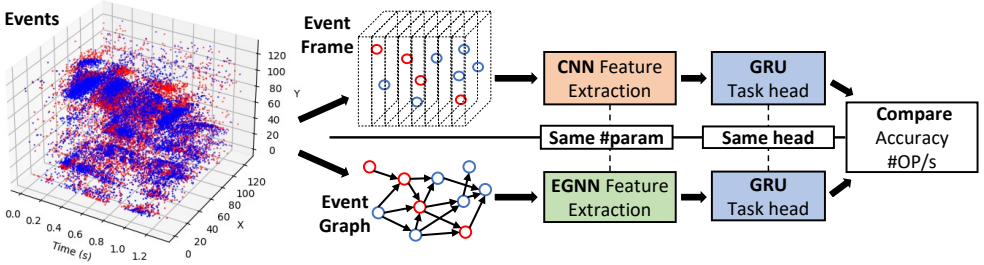 Events
120
100
80
60
40
20
0
Y
0.0
0.2
0.4
0.6
0.8
1.0
1.2
Time (s)
0
20
40
60
80
100
120
X
Event
Frame
CNN Feature
Extraction
GRU
Task head
Same #param
Same head
Compare
Accuracy
#OP/s
Event
Graph
EGNN Feature
Extraction
GRU
Task head